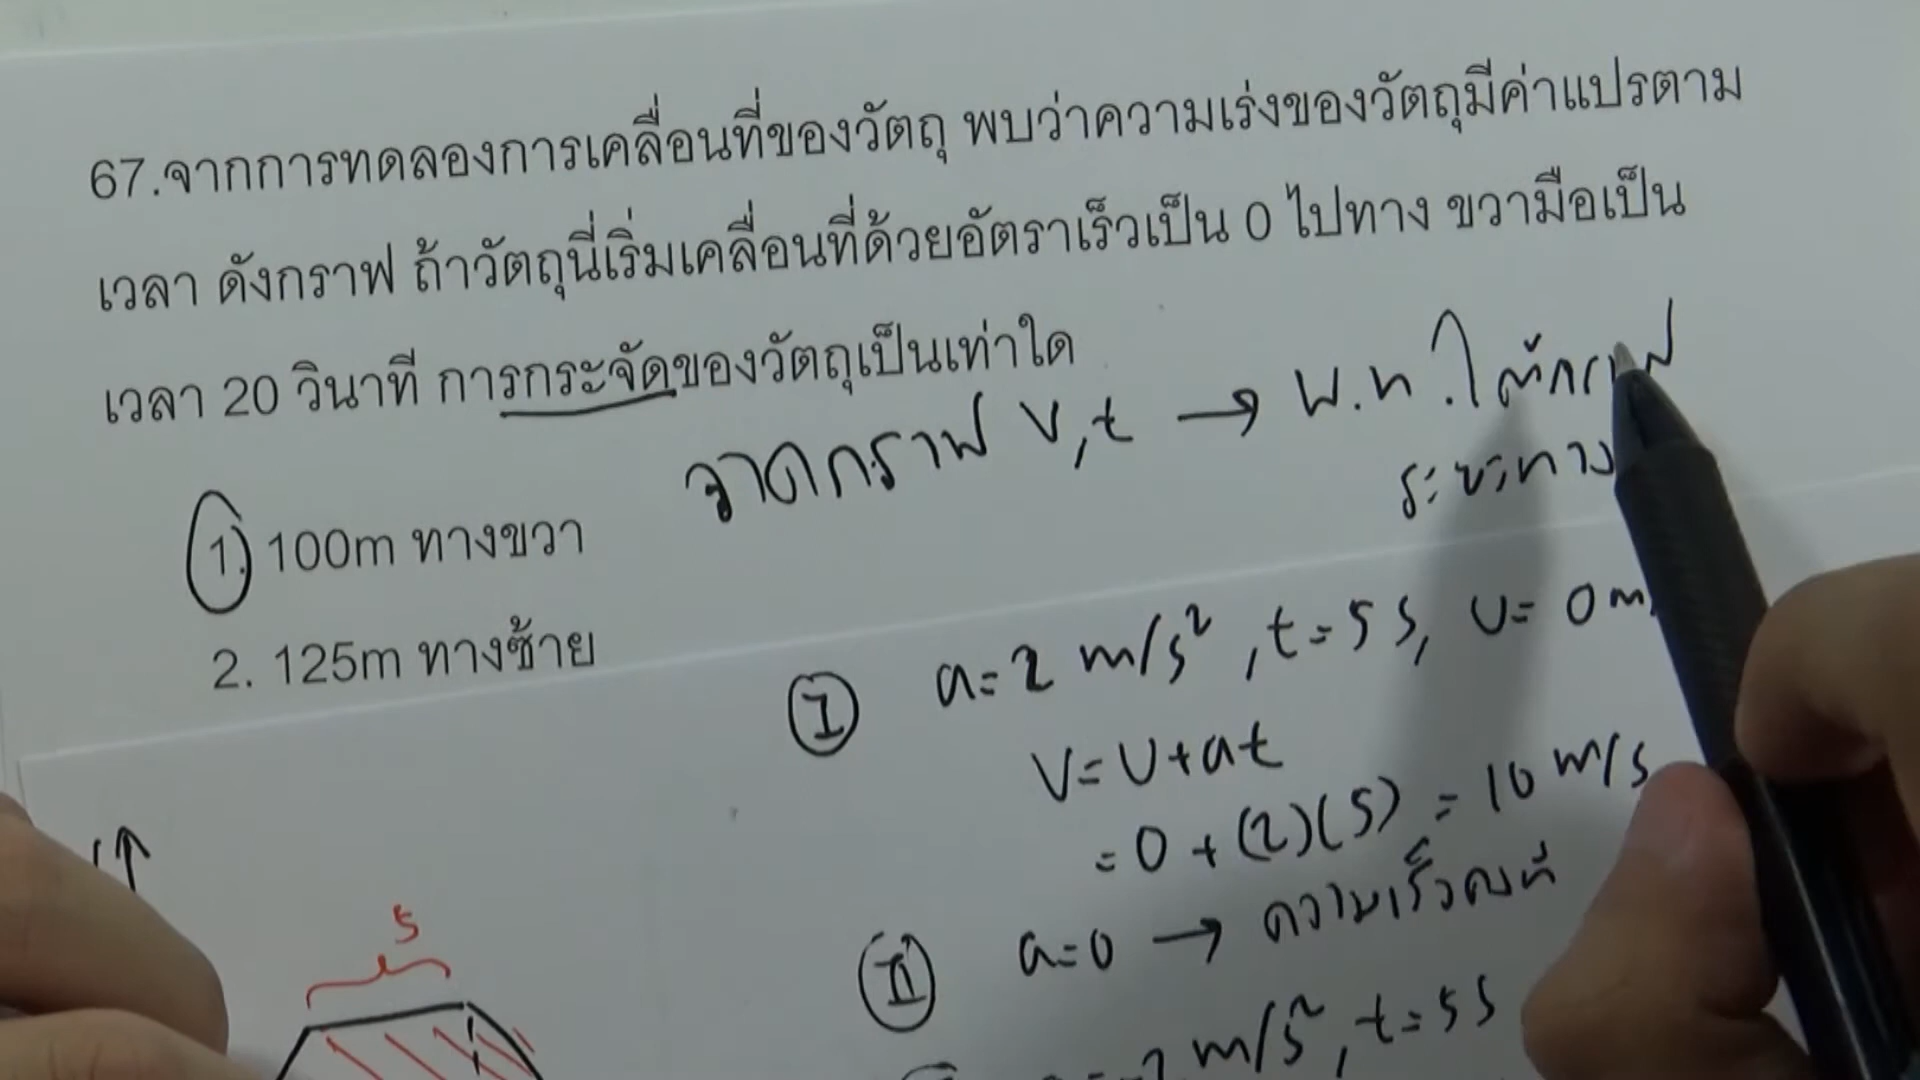 67.จากการทดลองการเคลื่อนที่ของวัตถุ พบว่าความเร่งของวัตถุมีค่าแปรตาม
เวลา ดังกราฟ ถ้าวัตถุนี่เริ่มเคลื่อนที่ด้วยอัตราเร็วเป็น 0 ไปทาง ขวามือเป็น
เวลา 20 วินาที การกระจัดของวัตถุเป็นเท่าใด
วาดกราฟ v,t → พ.ท.ใต้กราฟ
ระยะทาง
1. 100m ทางขวา
2. 125m ทางซ้าย
I a=2 m/s², t=5 s, u= 0 m
v=u+at
=0+(2)(5) = 10 m/s
II a=0 → ความเร็วคงที่
2 m/s², t=5s
5